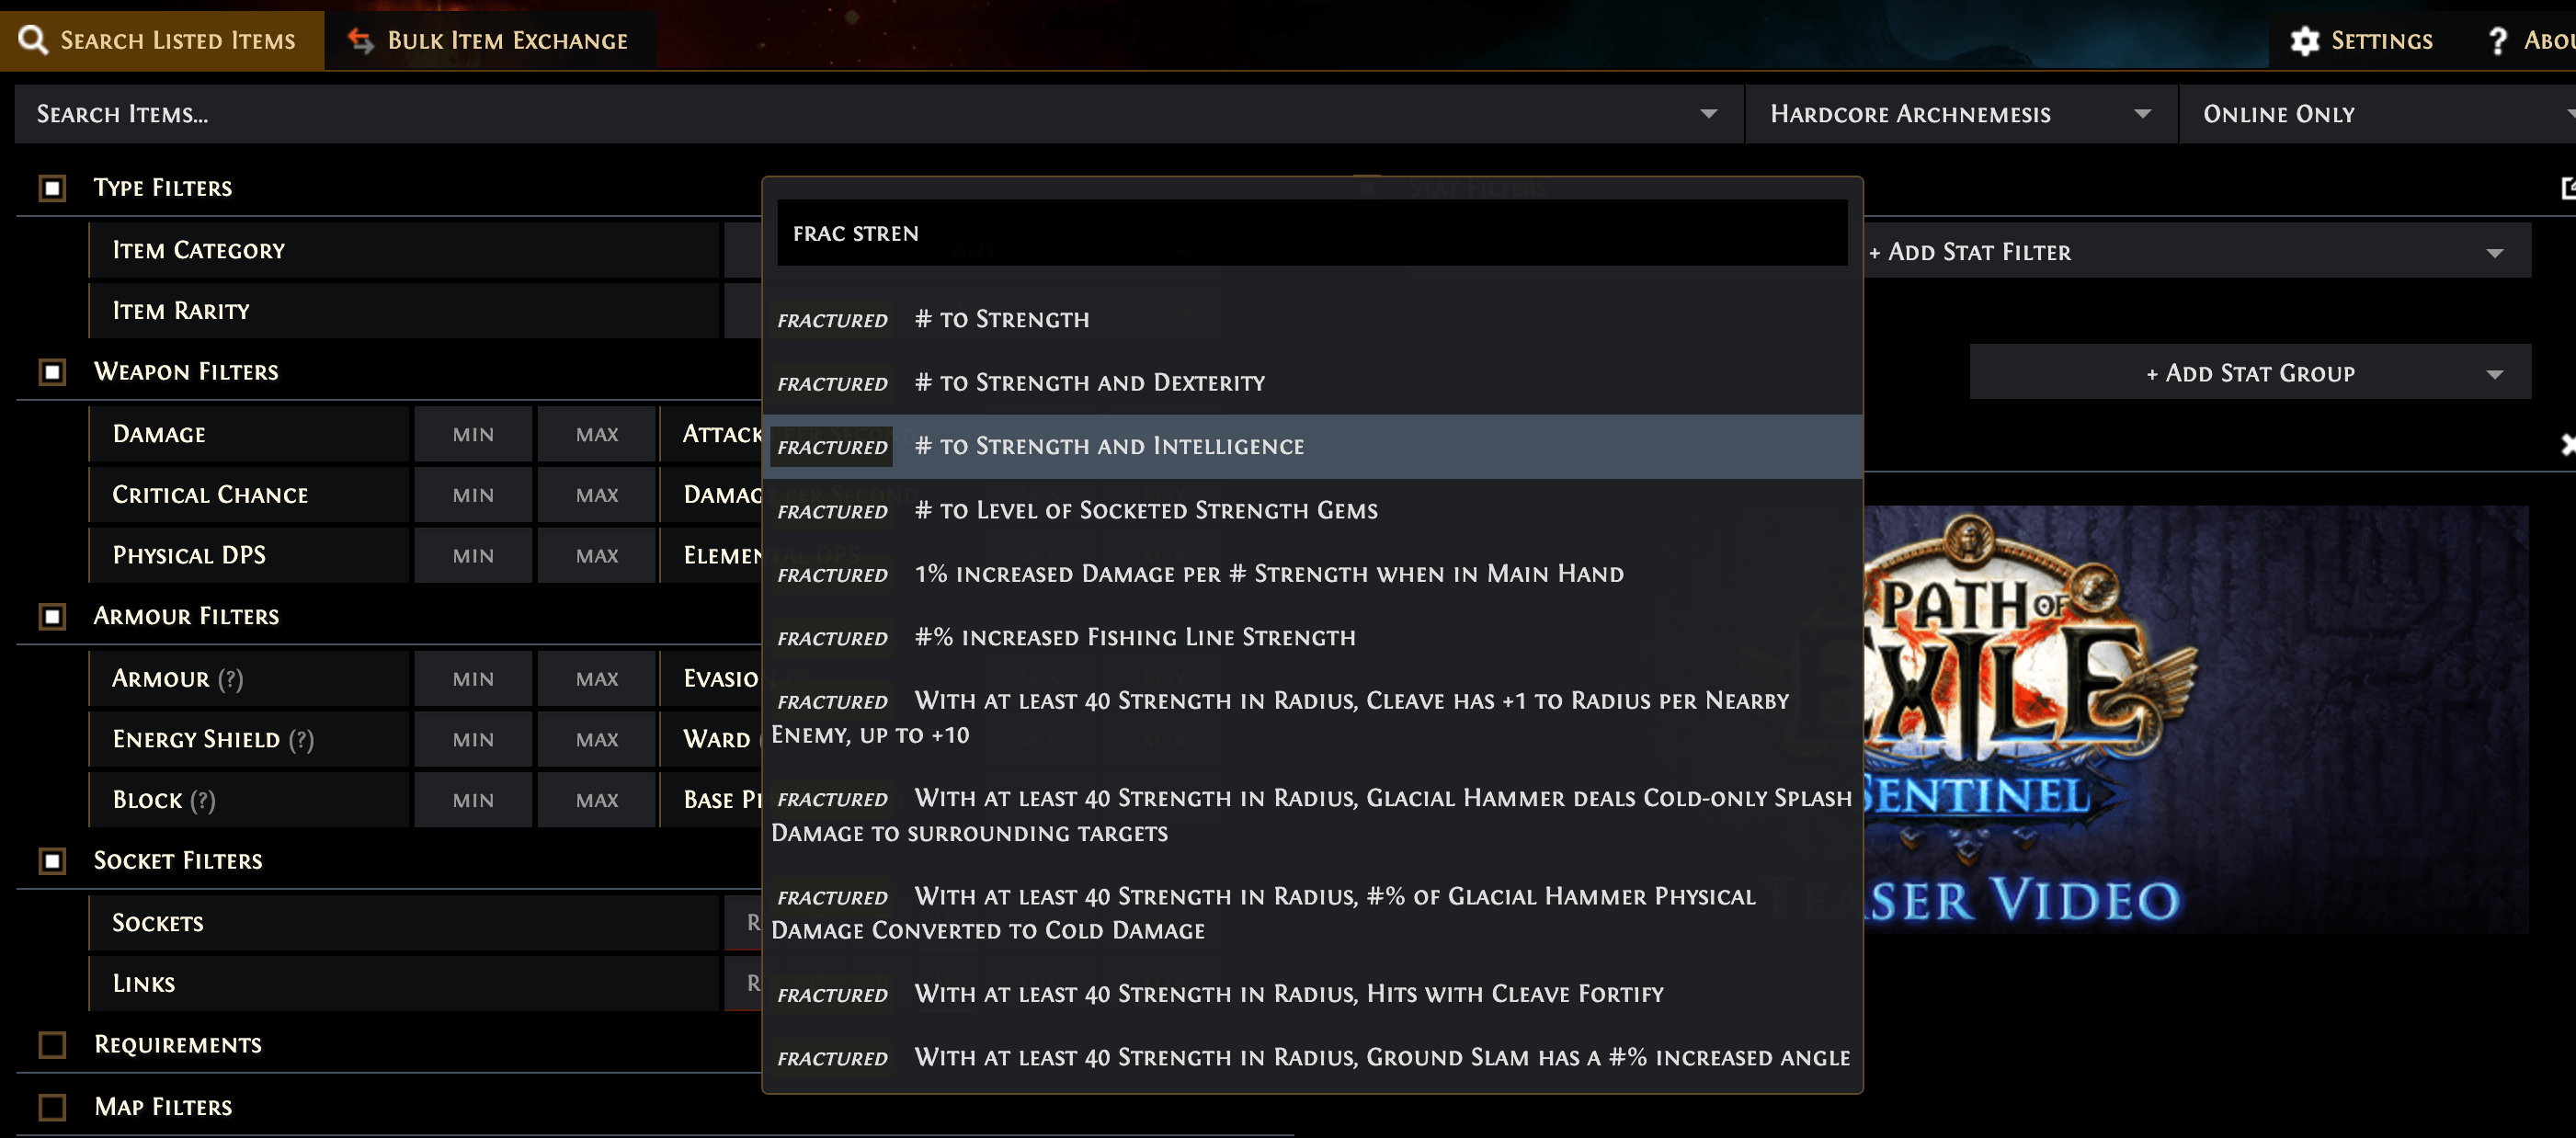 Search Listed Items
Bulk Item Exchange
Settings
? Abou
Search Items...
Hardcore Archnemesis
Online Only
Type Filters
Stat Filters
frac stren
Item Category
Any
+ Add Stat Filter
Item Rarity
Fractured # to Strength
Weapon Filters
Fractured # to Strength and Dexterity
+ Add Stat Group
Damage MIN MAX Attack
Fractured # to Strength and Intelligence
Critical Chance MIN MAX Damage per Second
Fractured # to Level of Socketed Strength Gems
Physical DPS MIN MAX Elemental DPS
Fractured 1% increased Damage per # Strength when in Main Hand
Armour Filters
Fractured #% increased Fishing Line Strength
Armour (?) MIN MAX Evasio
Fractured With at least 40 Strength in Radius, Cleave has +1 to Radius per Nearby
Enemy, up to +10
Energy Shield (?) MIN MAX Ward (
Block (?) MIN MAX Base P
Fractured With at least 40 Strength in Radius, Glacial Hammer deals Cold-only Splash
Damage to surrounding targets
Socket Filters
Fractured With at least 40 Strength in Radius, #% of Glacial Hammer Physical
Damage Converted to Cold Damage
Sockets R
Links R
Fractured With at least 40 Strength in Radius, Hits with Cleave Fortify
Requirements
Fractured With at least 40 Strength in Radius, Ground Slam has a #% increased angle
Map Filters
Path of
Exile
Sentinel
Teaser Video